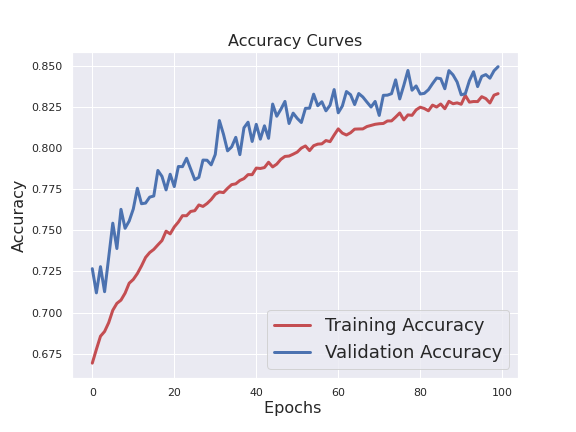 Accuracy Curves
0.850
0.825
0.800
0.775
0.750
0.725
0.700
0.675
Accuracy
Training Accuracy
Validation Accuracy
0 20 40 60 80 100
Epochs